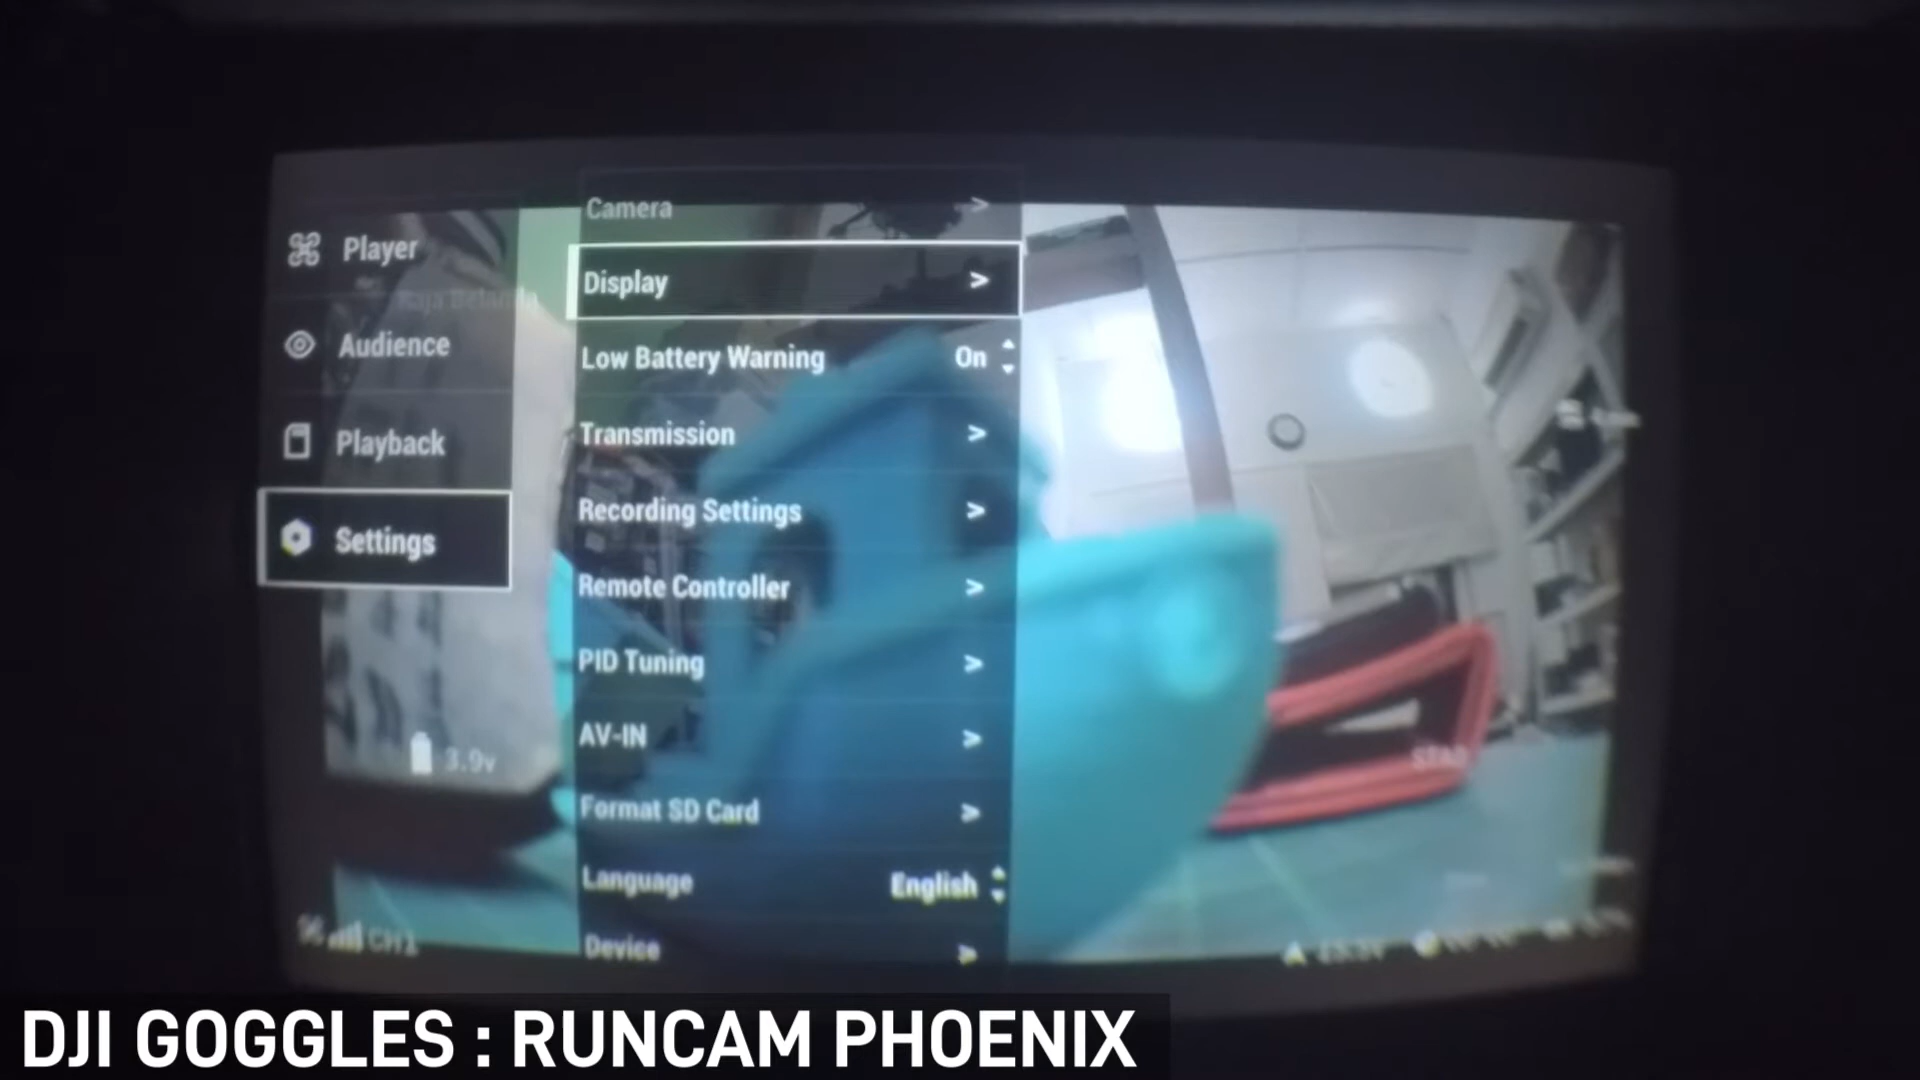 Camera >
Player
Display >
Audience
Low Battery Warning On
Playback
Transmission >
Recording Settings >
Settings
Remote Controller >
PID Tuning >
AV-IN >
3.9v
Format SD Card >
Language English
CH1
Device >
DJI GOGGLES : RUNCAM PHOENIX